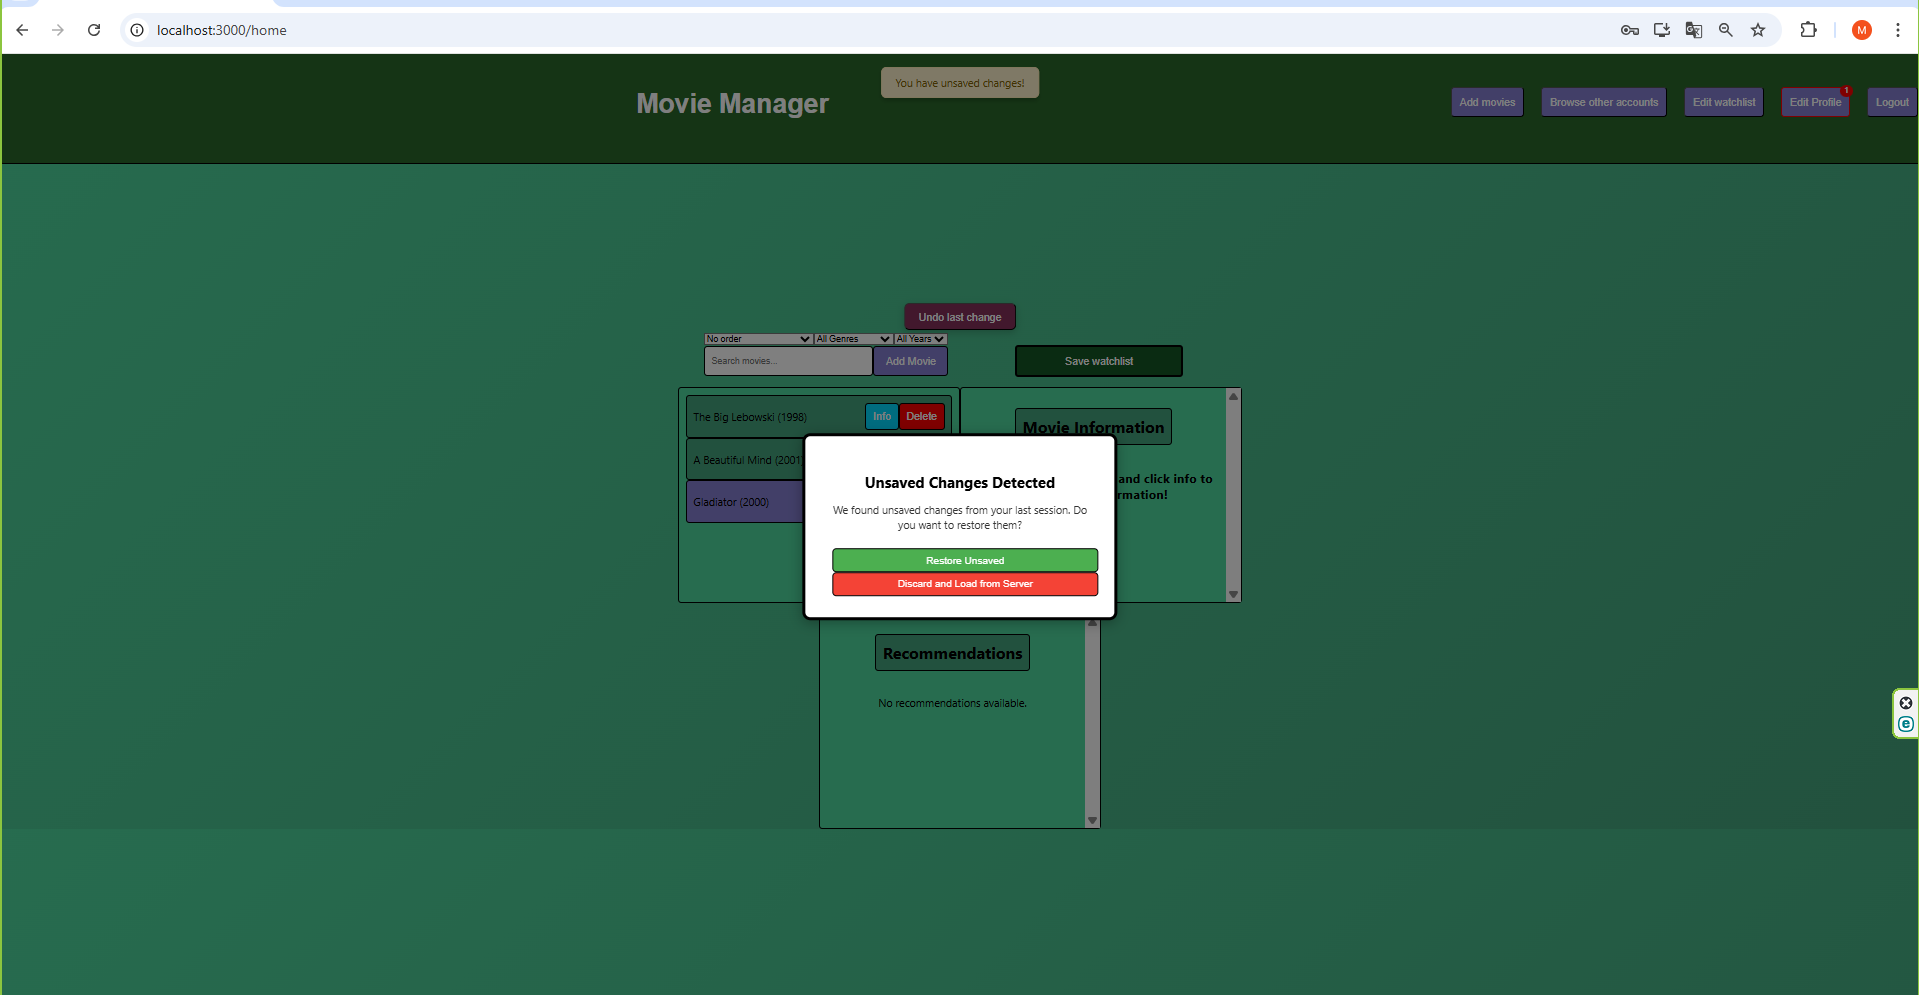 localhost:3000/home
M
You have unsaved changes!
Movie Manager
Add movies
Browse other accounts
Edit watchlist
Edit Profile
1
Logout
Undo last change
No order
All Genres
All Years
Search movies...
Add Movie
Save watchlist
The Big Lebowski (1998)
Info
Delete
Movie Information
A Beautiful Mind (2001
and click info to
rmation!
Gladiator (2000)
Unsaved Changes Detected
We found unsaved changes from your last session. Do
you want to restore them?
Restore Unsaved
Discard and Load from Server
Recommendations
No recommendations available.
e